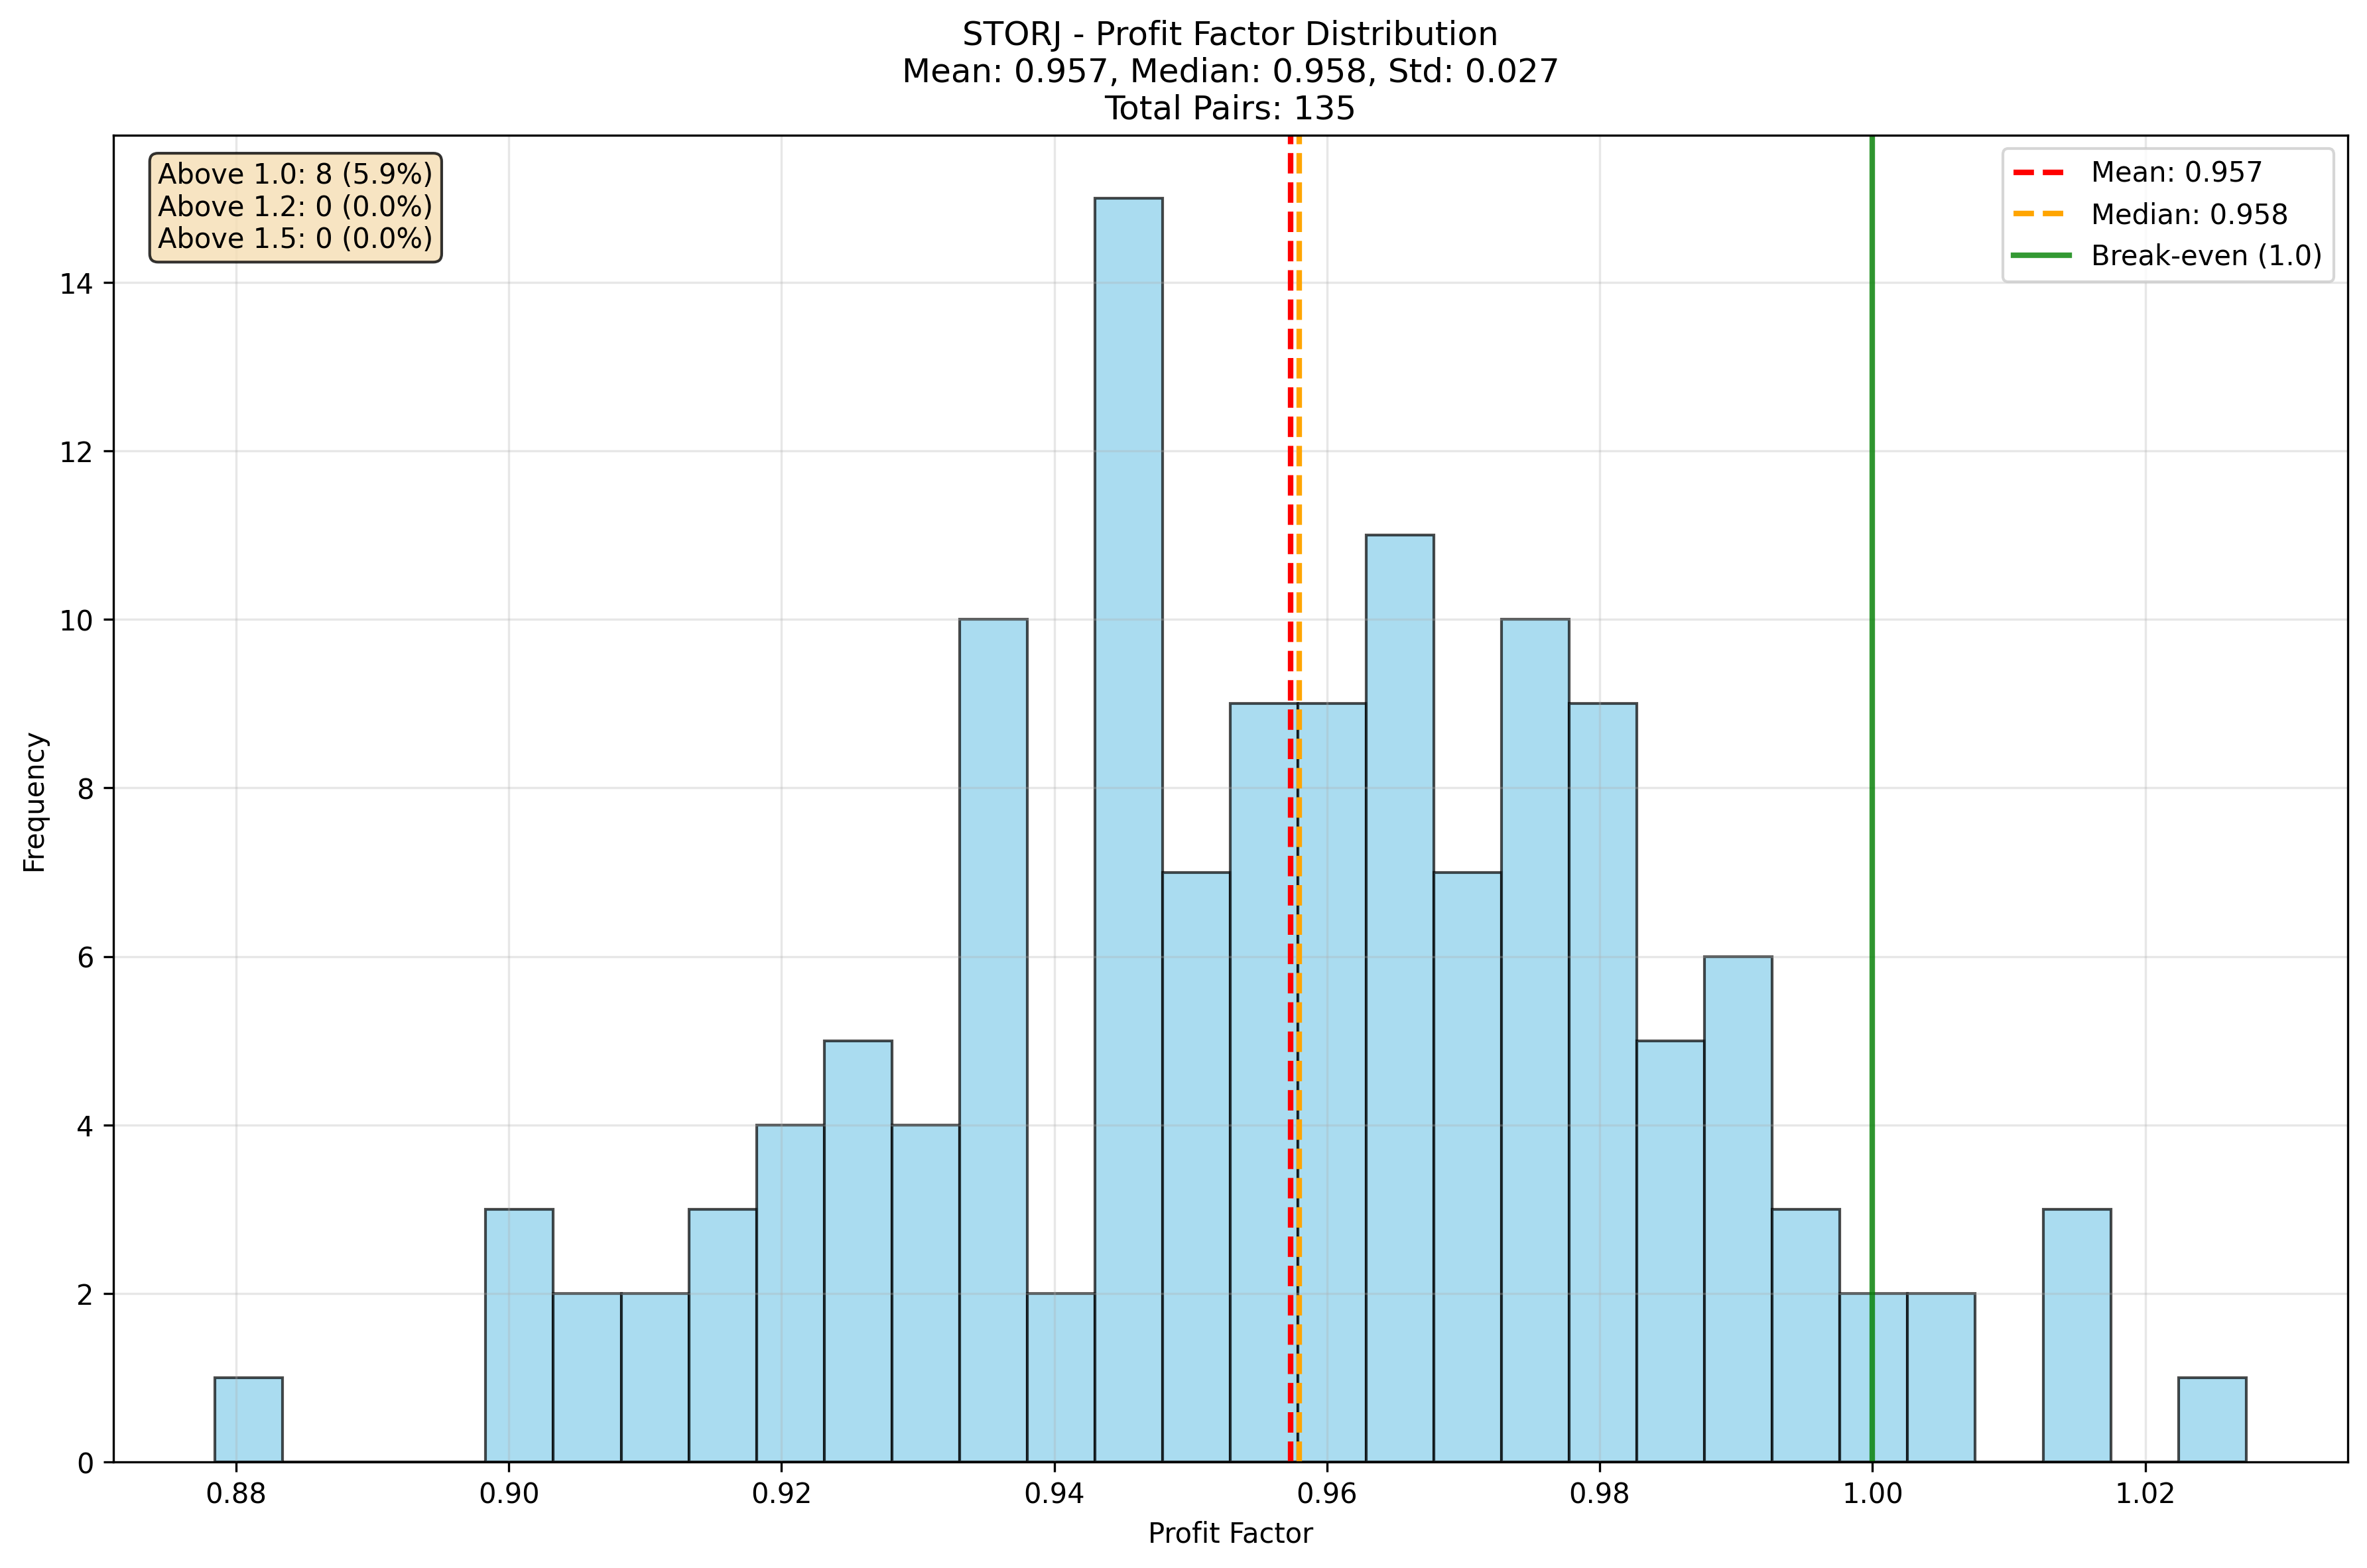 STORJ - Profit Factor Distribution
Mean: 0.957, Median: 0.958, Std: 0.027
Total Pairs: 135
Above 1.0: 8 (5.9%)
Above 1.2: 0 (0.0%)
Above 1.5: 0 (0.0%)
Mean: 0.957
Median: 0.958
Break-even (1.0)
Frequency
14
12
10
8
6
4
2
0
0.88 0.90 0.92 0.94 0.96 0.98 1.00 1.02
Profit Factor